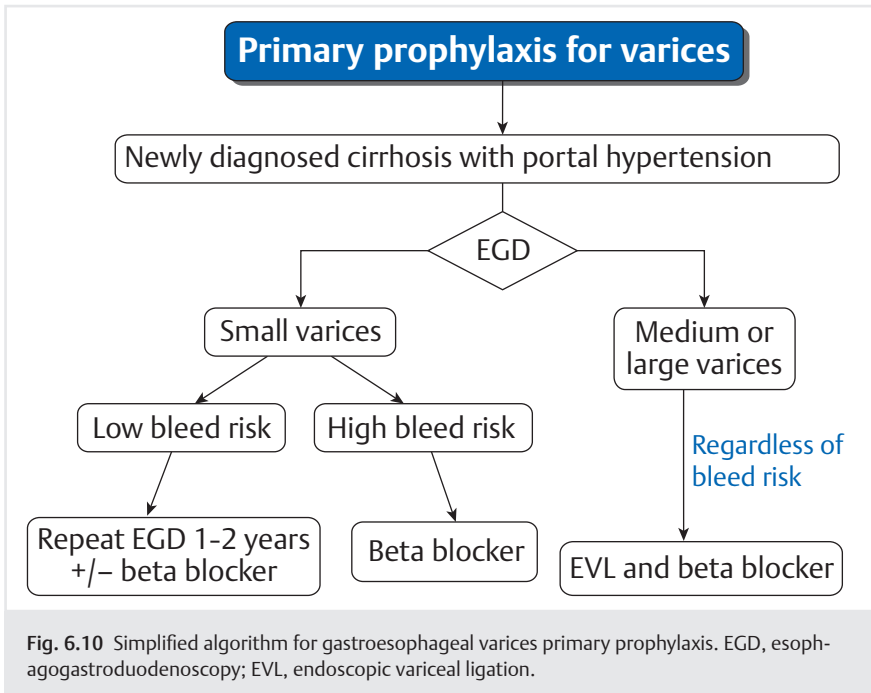 Primary prophylaxis for varices
Newly diagnosed cirrhosis with portal hypertension
EGD
Small varices
Medium or
large varices
Low bleed risk
High bleed risk
Regardless of
bleed risk
Repeat EGD 1-2 years
+/− beta blocker
Beta blocker
EVL and beta blocker
Fig. 6.10 Simplified algorithm for gastroesophageal varices primary prophylaxis. EGD, esoph-
agogastroduodenoscopy; EVL, endoscopic variceal ligation.